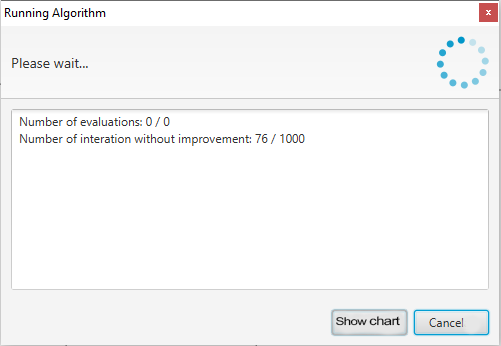 Running Algorithm
x
Please wait...
Number of evaluations: 0 / 0
Number of interation without improvement: 76 / 1000
Show chart
Cancel